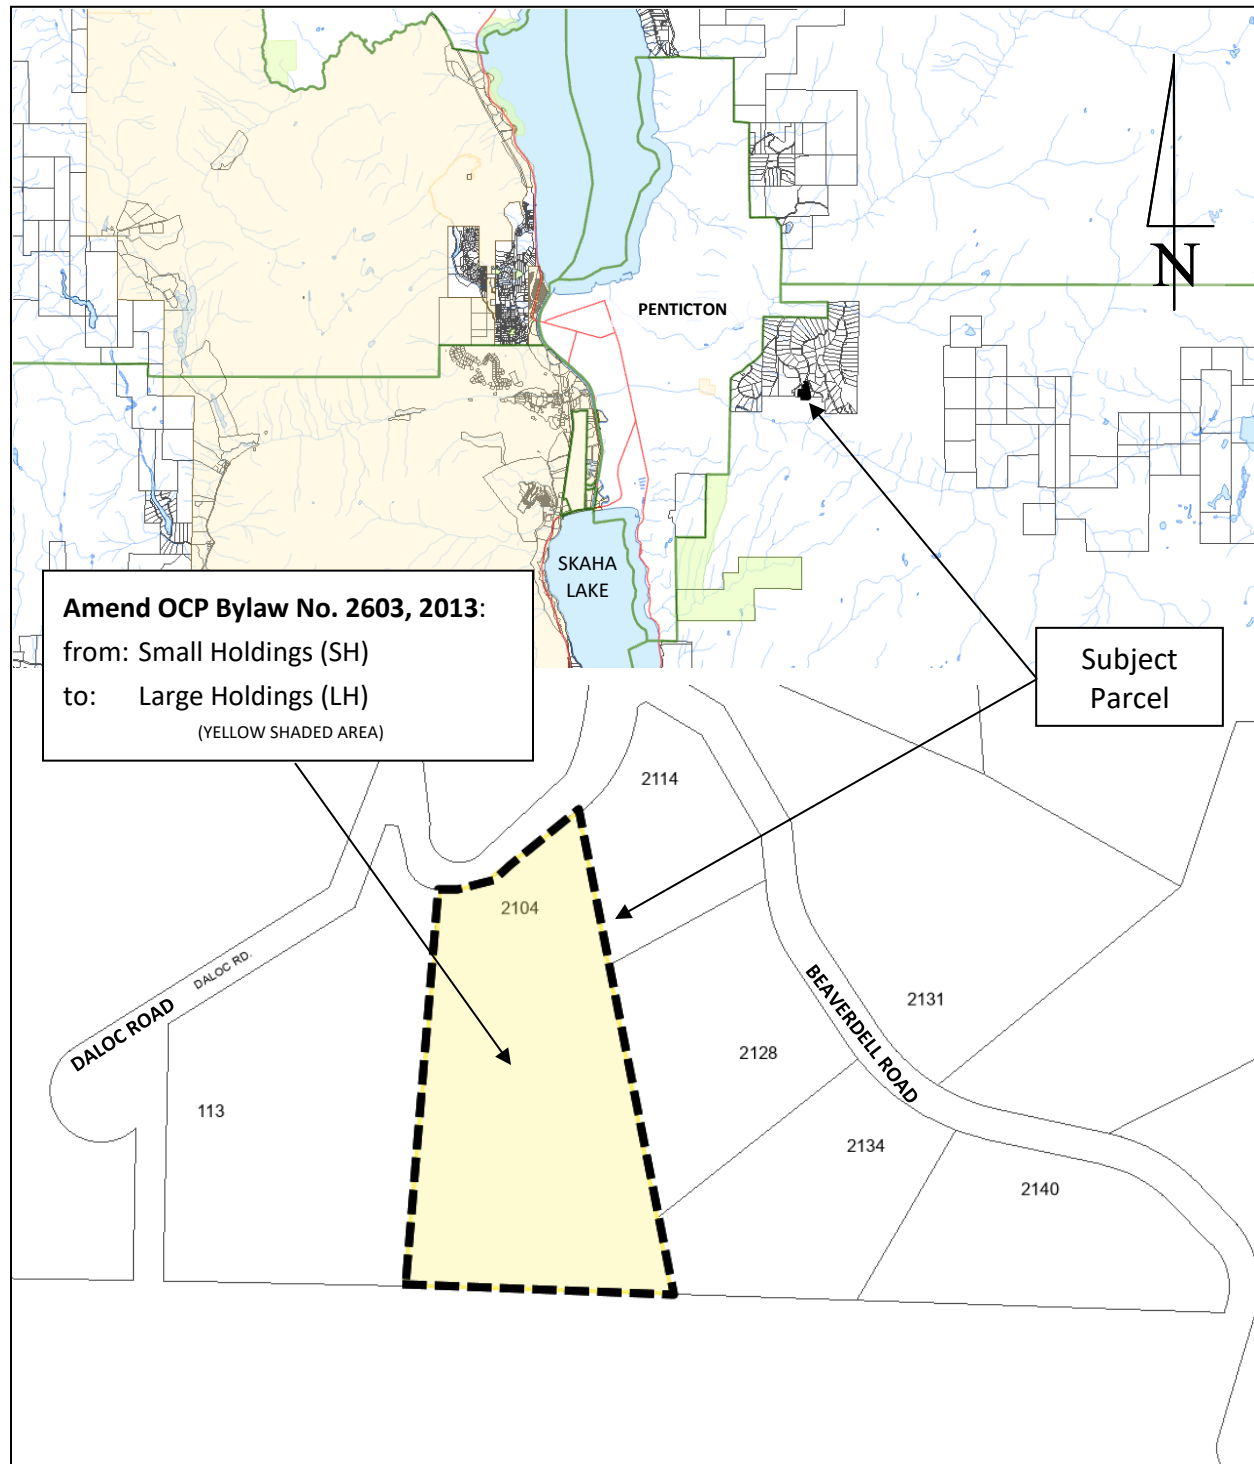 PENTICTON
N
SKAHA
LAKE
Amend OCP Bylaw No. 2603, 2013:
from: Small Holdings (SH)
to: Large Holdings (LH)
(YELLOW SHADED AREA)
Subject
Parcel
2114
2104
DALOC RD.
DALOC ROAD
BEAVERDELL ROAD
2131
2128
113
2134
2140